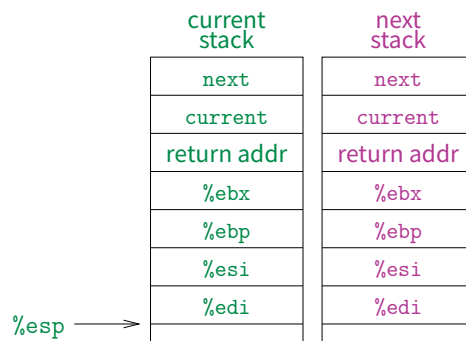 current
stack
next
stack
next
next
current
current
return addr
return addr
%ebx
%ebx
%ebp
%ebp
%esi
%esi
%edi
%edi
%esp